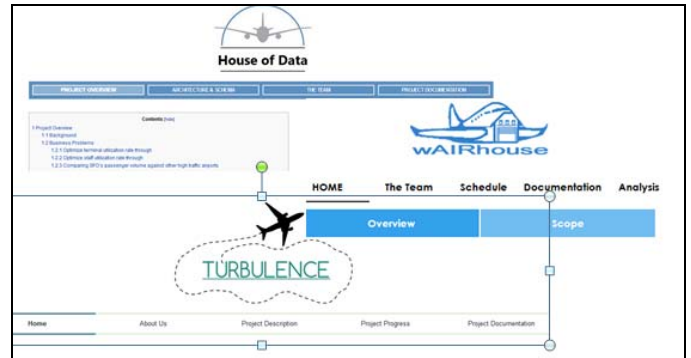 House of Data
PROJECT OVERVIEW ARCHITECTURE & SCHEMA THE TEAM PROJECT DOCUMENTATION
Contents [hide]
1 Project Overview
1.1 Background
1.2 Business Problems
1.2.1 Optimize terminal utilization rate through
1.2.2 Optimize staff utilization rate through
1.2.3 Comparing SFO's passenger volume against other high traffic airports
wAIRhouse
HOME The Team Schedule Documentation Analysis
Overview Scope
TURBULENCE
Home About Us Project Description Project Progress Project Documentation